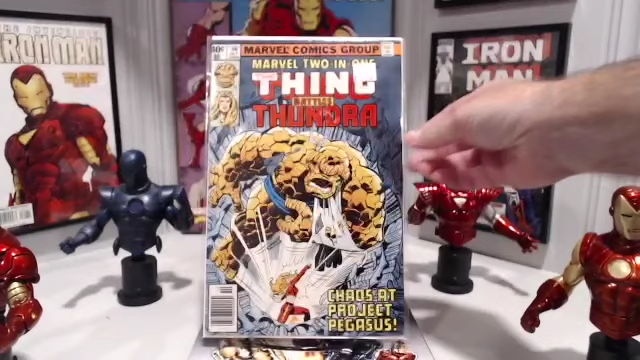 MARVEL COMICS GROUP
MARVEL TWO-IN-ONE
THING
BATTLES
THUNDRA
CHAOS AT
PROJECT
PEGASUS!
IRON MAN
IRON
MAN